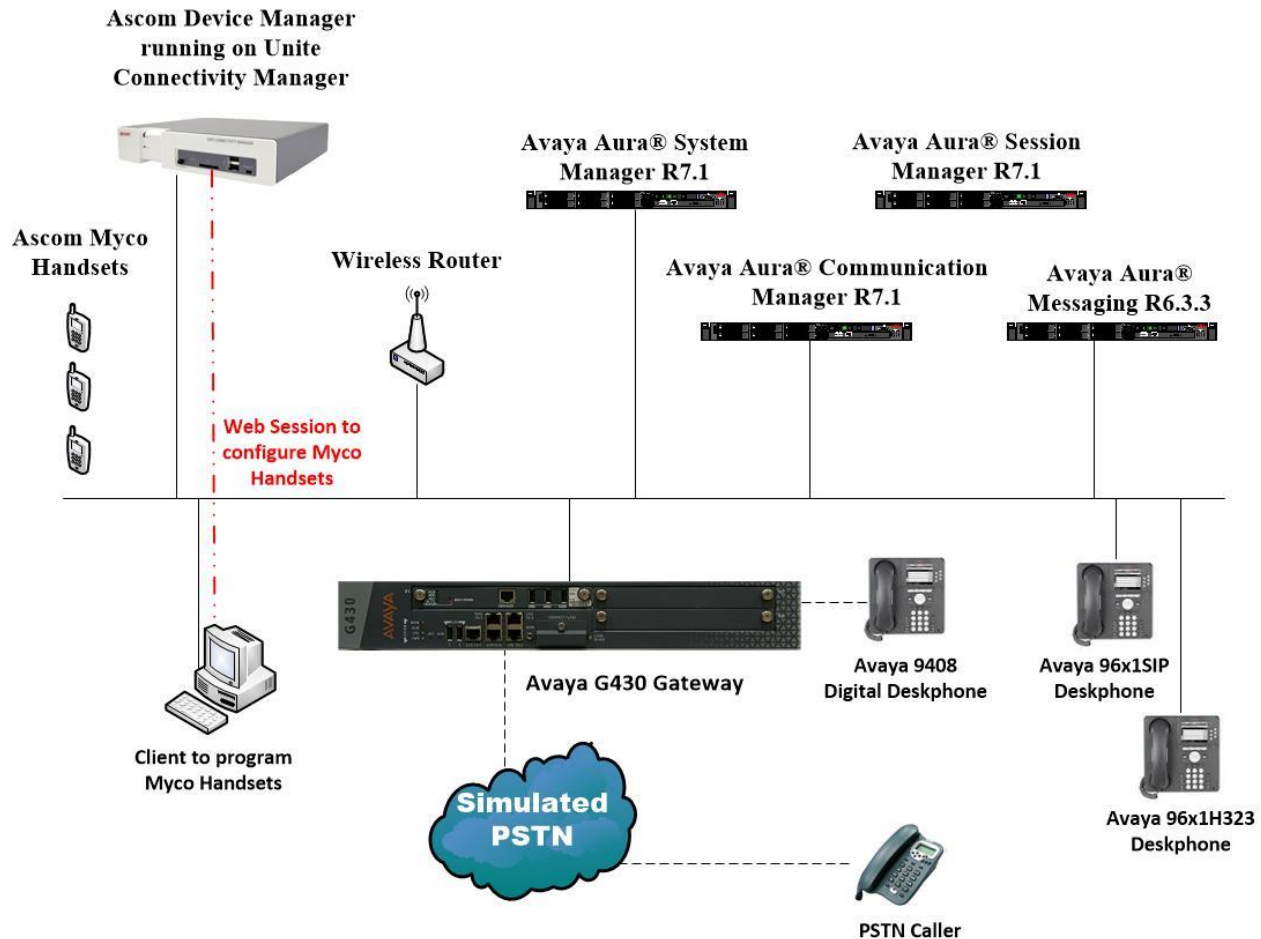 Ascom Device Manager
running on Unite
Connectivity Manager
Avaya Aura® System
Manager R7.1
Avaya Aura® Session
Manager R7.1
Ascom Myco
Handsets
Wireless Router
Avaya Aura® Communication
Manager R7.1
Avaya Aura®
Messaging R6.3.3
Web Session to
configure Myco
Handsets
G430
AVAYA
Avaya G430 Gateway
Avaya 9408
Digital Deskphone
Avaya 96x1SIP
Deskphone
Client to program
Myco Handsets
Simulated
PSTN
Avaya 96x1H323
Deskphone
PSTN Caller